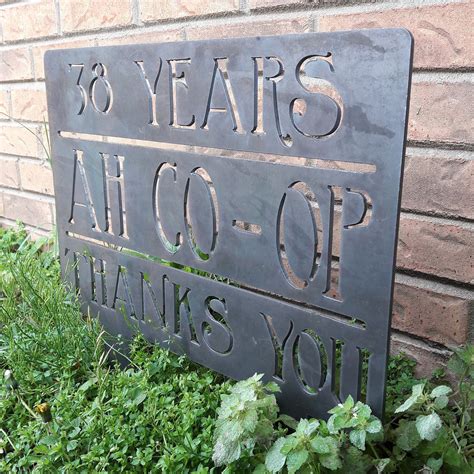 38 YEARS
AH CO-OP
THANKS YOU